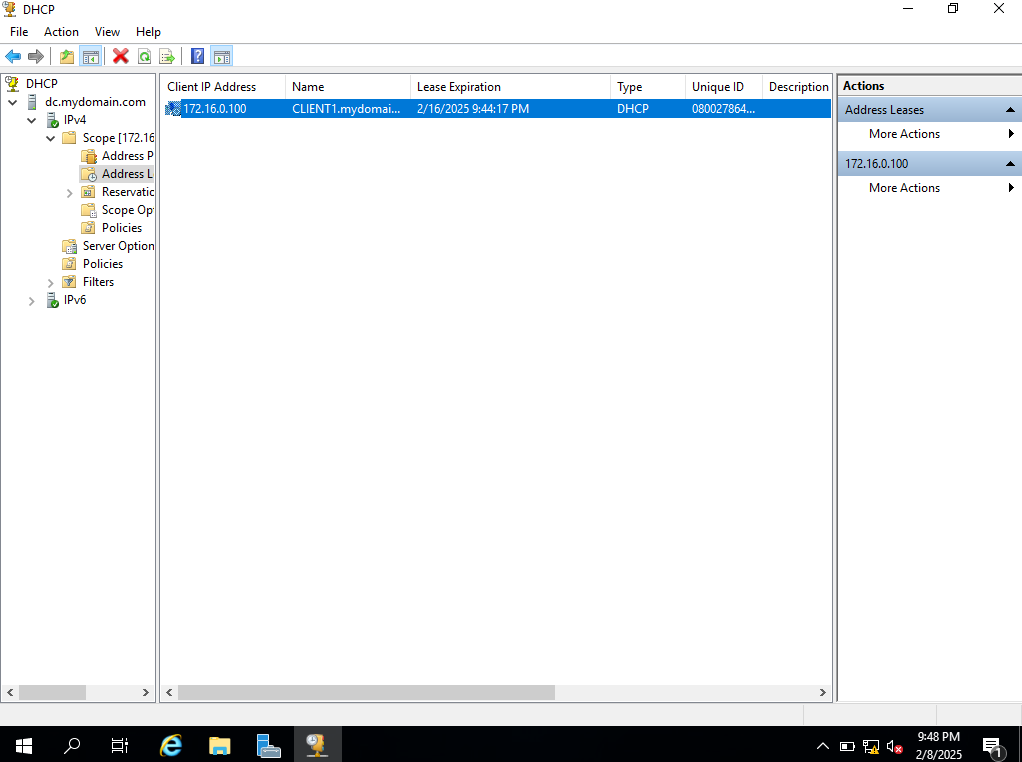 DHCP
File Action View Help
DHCP
dc.mydomain.com
IPv4
Scope [172.16
Address P
Address L
Reservatic
Scope Op
Policies
Server Option
Policies
Filters
IPv6
Client IP Address Name Lease Expiration Type Unique ID Description
172.16.0.100 CLIENT1.mydomai... 2/16/2025 9:44:17 PM DHCP 080027864...
Actions
Address Leases
More Actions
172.16.0.100
More Actions
9:48 PM
2/8/2025
1